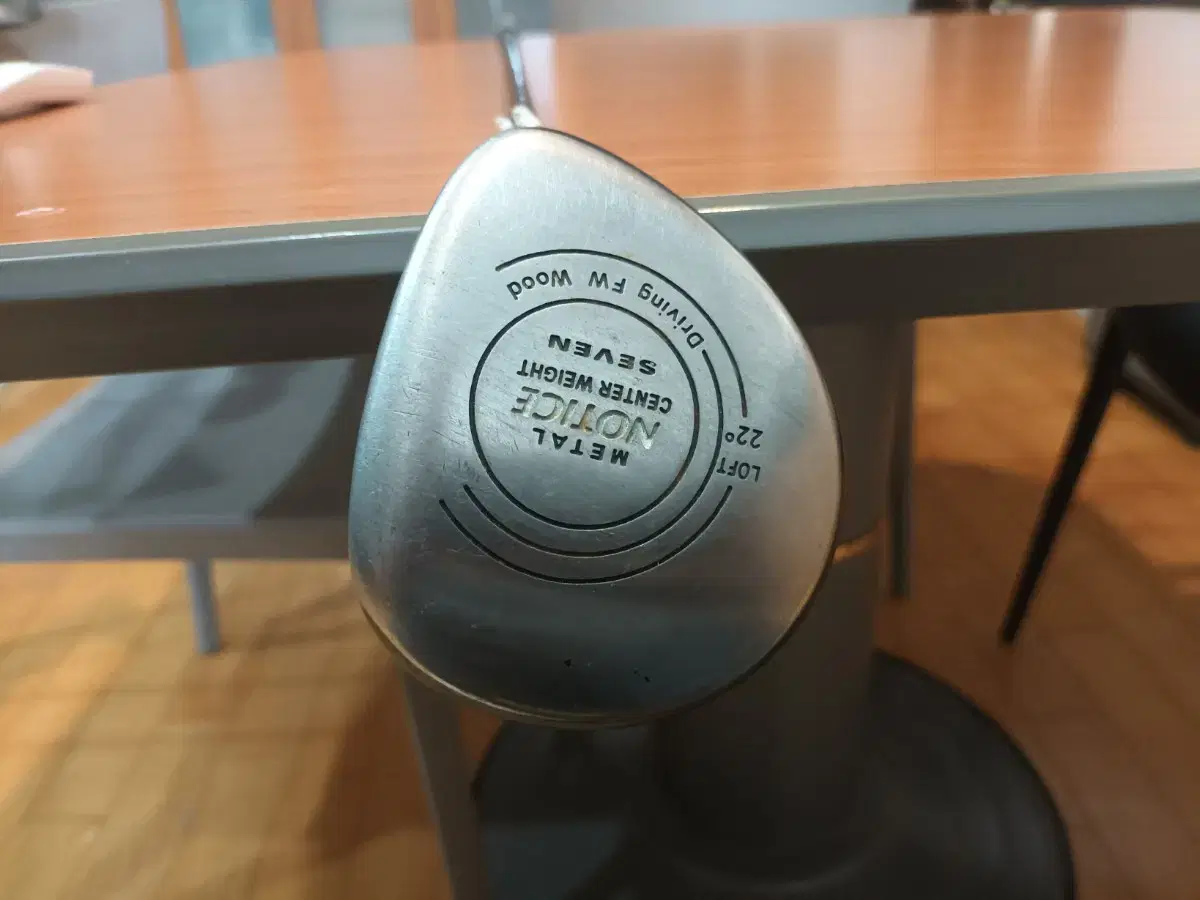 METAL
NOTICE
CENTER WEIGHT
SEVEN
Driving FW Wood
LOFT 22°